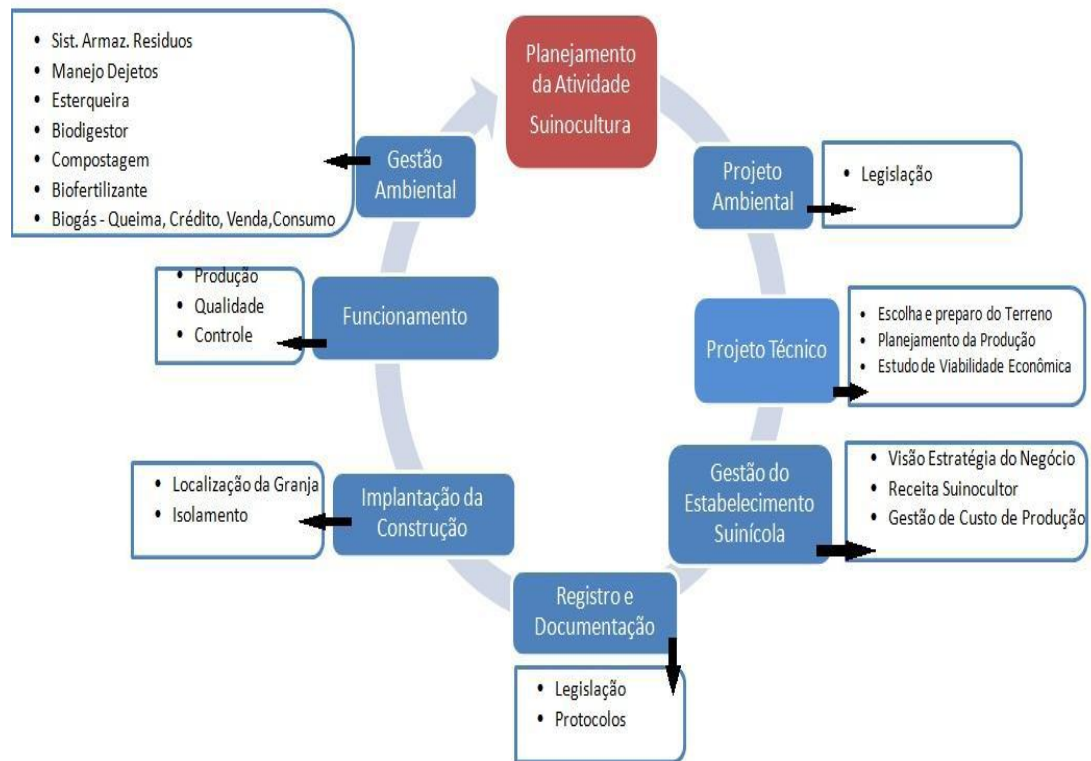 Planejamento
da Atividade
Suinocultura
Projeto
Ambiental
• Legislação
Projeto Técnico
• Escolha e preparo do Terreno
• Planejamento da Produção
• Estudo de Viabilidade Econômica
Gestão do
Estabelecimento
Suinícola
• Visão Estratégia do Negócio
• Receita Suinocultor
• Gestão de Custo de Produção
Registro e
Documentação
• Legislação
• Protocolos
Implantação da
Construção
• Localização da Granja
• Isolamento
Funcionamento
• Produção
• Qualidade
• Controle
Gestão
Ambiental
• Sist. Armaz. Residuos
• Manejo Dejetos
• Esterqueira
• Biodigestor
• Compostagem
• Biofertilizante
• Biogás - Queima, Crédito, Venda,Consumo